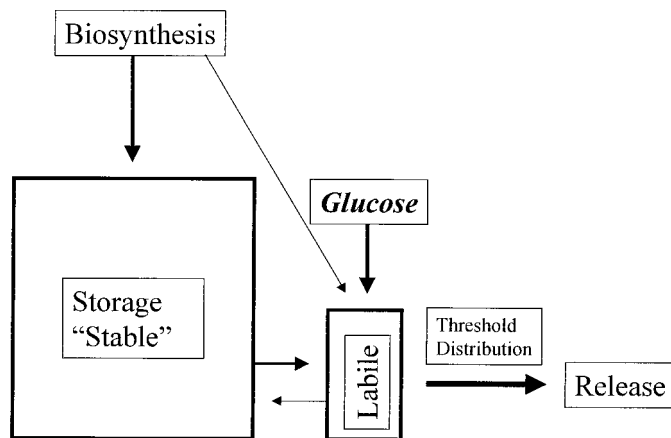 Biosynthesis
Glucose
Storage
“Stable”
Labile
Threshold
Distribution
Release